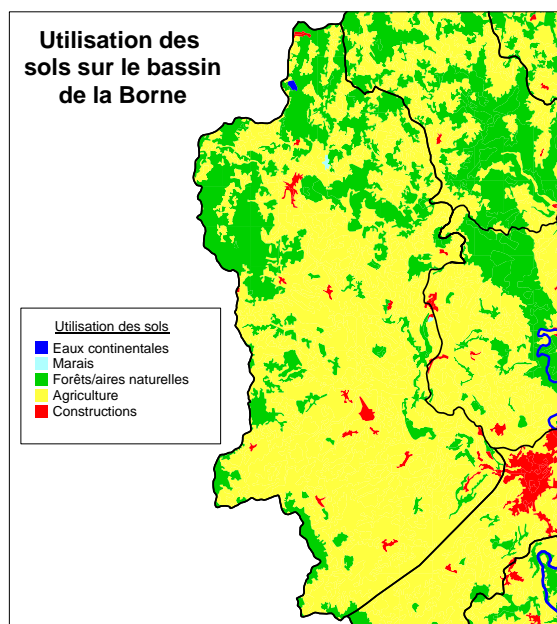 Utilisation des
sols sur le bassin
de la Borne
Utilisation des sols
Eaux continentales
Marais
Forêts/aires naturelles
Agriculture
Constructions